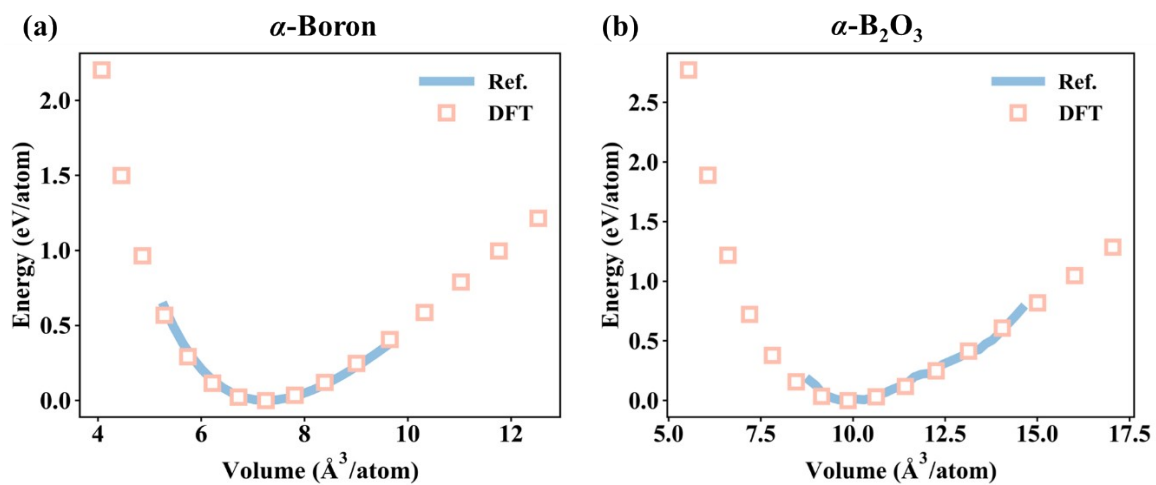 (a)
α-Boron
2.0
1.5
1.0
0.5
0.0
Energy (eV/atom)
Ref.
DFT
4
6
8
10
12
Volume (Å³/atom)
(b)
α-B₂O₃
2.5
2.0
1.5
1.0
0.5
0.0
Energy (eV/atom)
Ref.
DFT
5.0
7.5
10.0
12.5
15.0
17.5
Volume (Å³/atom)